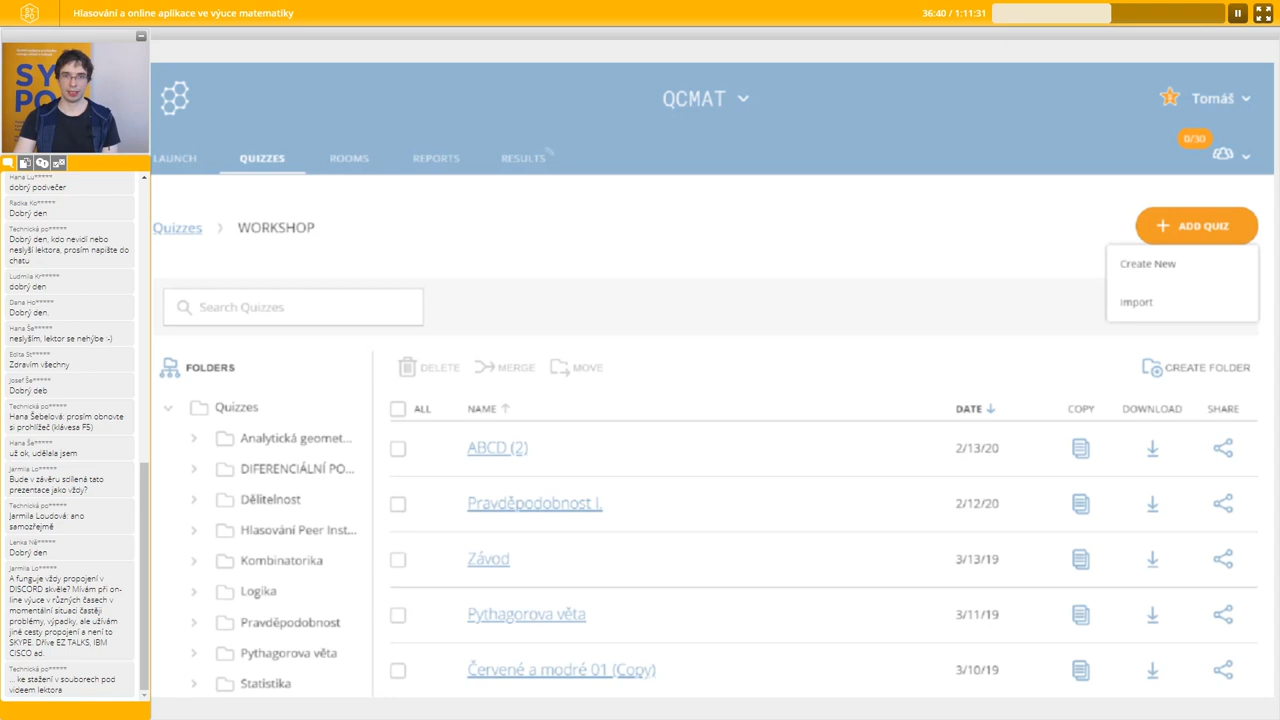 Hlasování a online aplikace ve výuce matematiky
36:40 / 1:11:31
SY
PO
QCMAT
Tomáš
0/30
LAUNCH
QUIZZES
ROOMS
REPORTS
RESULTS
Quizzes
WORKSHOP
ADD QUIZ
Create New
Import
Search Quizzes
FOLDERS
DELETE
MERGE
MOVE
CREATE FOLDER
Quizzes
Analytická geomet...
DIFERENCIÁLNÍ PO...
Dělitelnost
Hlasování Peer Inst...
Kombinatorika
Logika
Pravděpodobnost
Pythagorova věta
Statistika
ALL
NAME
DATE
COPY
DOWNLOAD
SHARE
ABCD (2)
2/13/20
Pravděpodobnost I.
2/12/20
Závod
3/13/19
Pythagorova věta
3/11/19
Červené a modré 01 (Copy)
3/10/19
Hana Lu*****
dobrý podvečer
Radka Ko*****
Dobrý den
Technická po*****
Dobrý den, kdo nevidí nebo
neslyší lektora, prosím napište do
chatu
Ludmila Kr*****
dobrý den
Dana Ho*****
Dobrý den.
Hana Še*****
neslyším, lektor se nehýbe :-)
Edita St*****
Zdravím všechny
Josef Še*****
Dobrý deb
Technická po*****
Hana Šebelová: prosím obnovte
si prohlížeč (klávesa F5)
Hana Še*****
už ok, udělala jsem
Jarmila Lo*****
Bude v závěru sdílená tato
prezentace jako vždy?
Technická po*****
Jarmila Loudová: ano
samozřejmě
Lenka Ně*****
Dobrý den
Jarmila Lo*****
A funguje vždy propojení v
DISCORD skvěle? Mívám při on-
line výuce v různých časech v
momentální situaci častěji
problémy, výpadky, ale užívám
jiné cesty propojení a není to
SKYPE. Dříve EZ TALKS, IBM
CISCO ad.
Technická po*****
... ke stažení v souborech pod
videem lektora